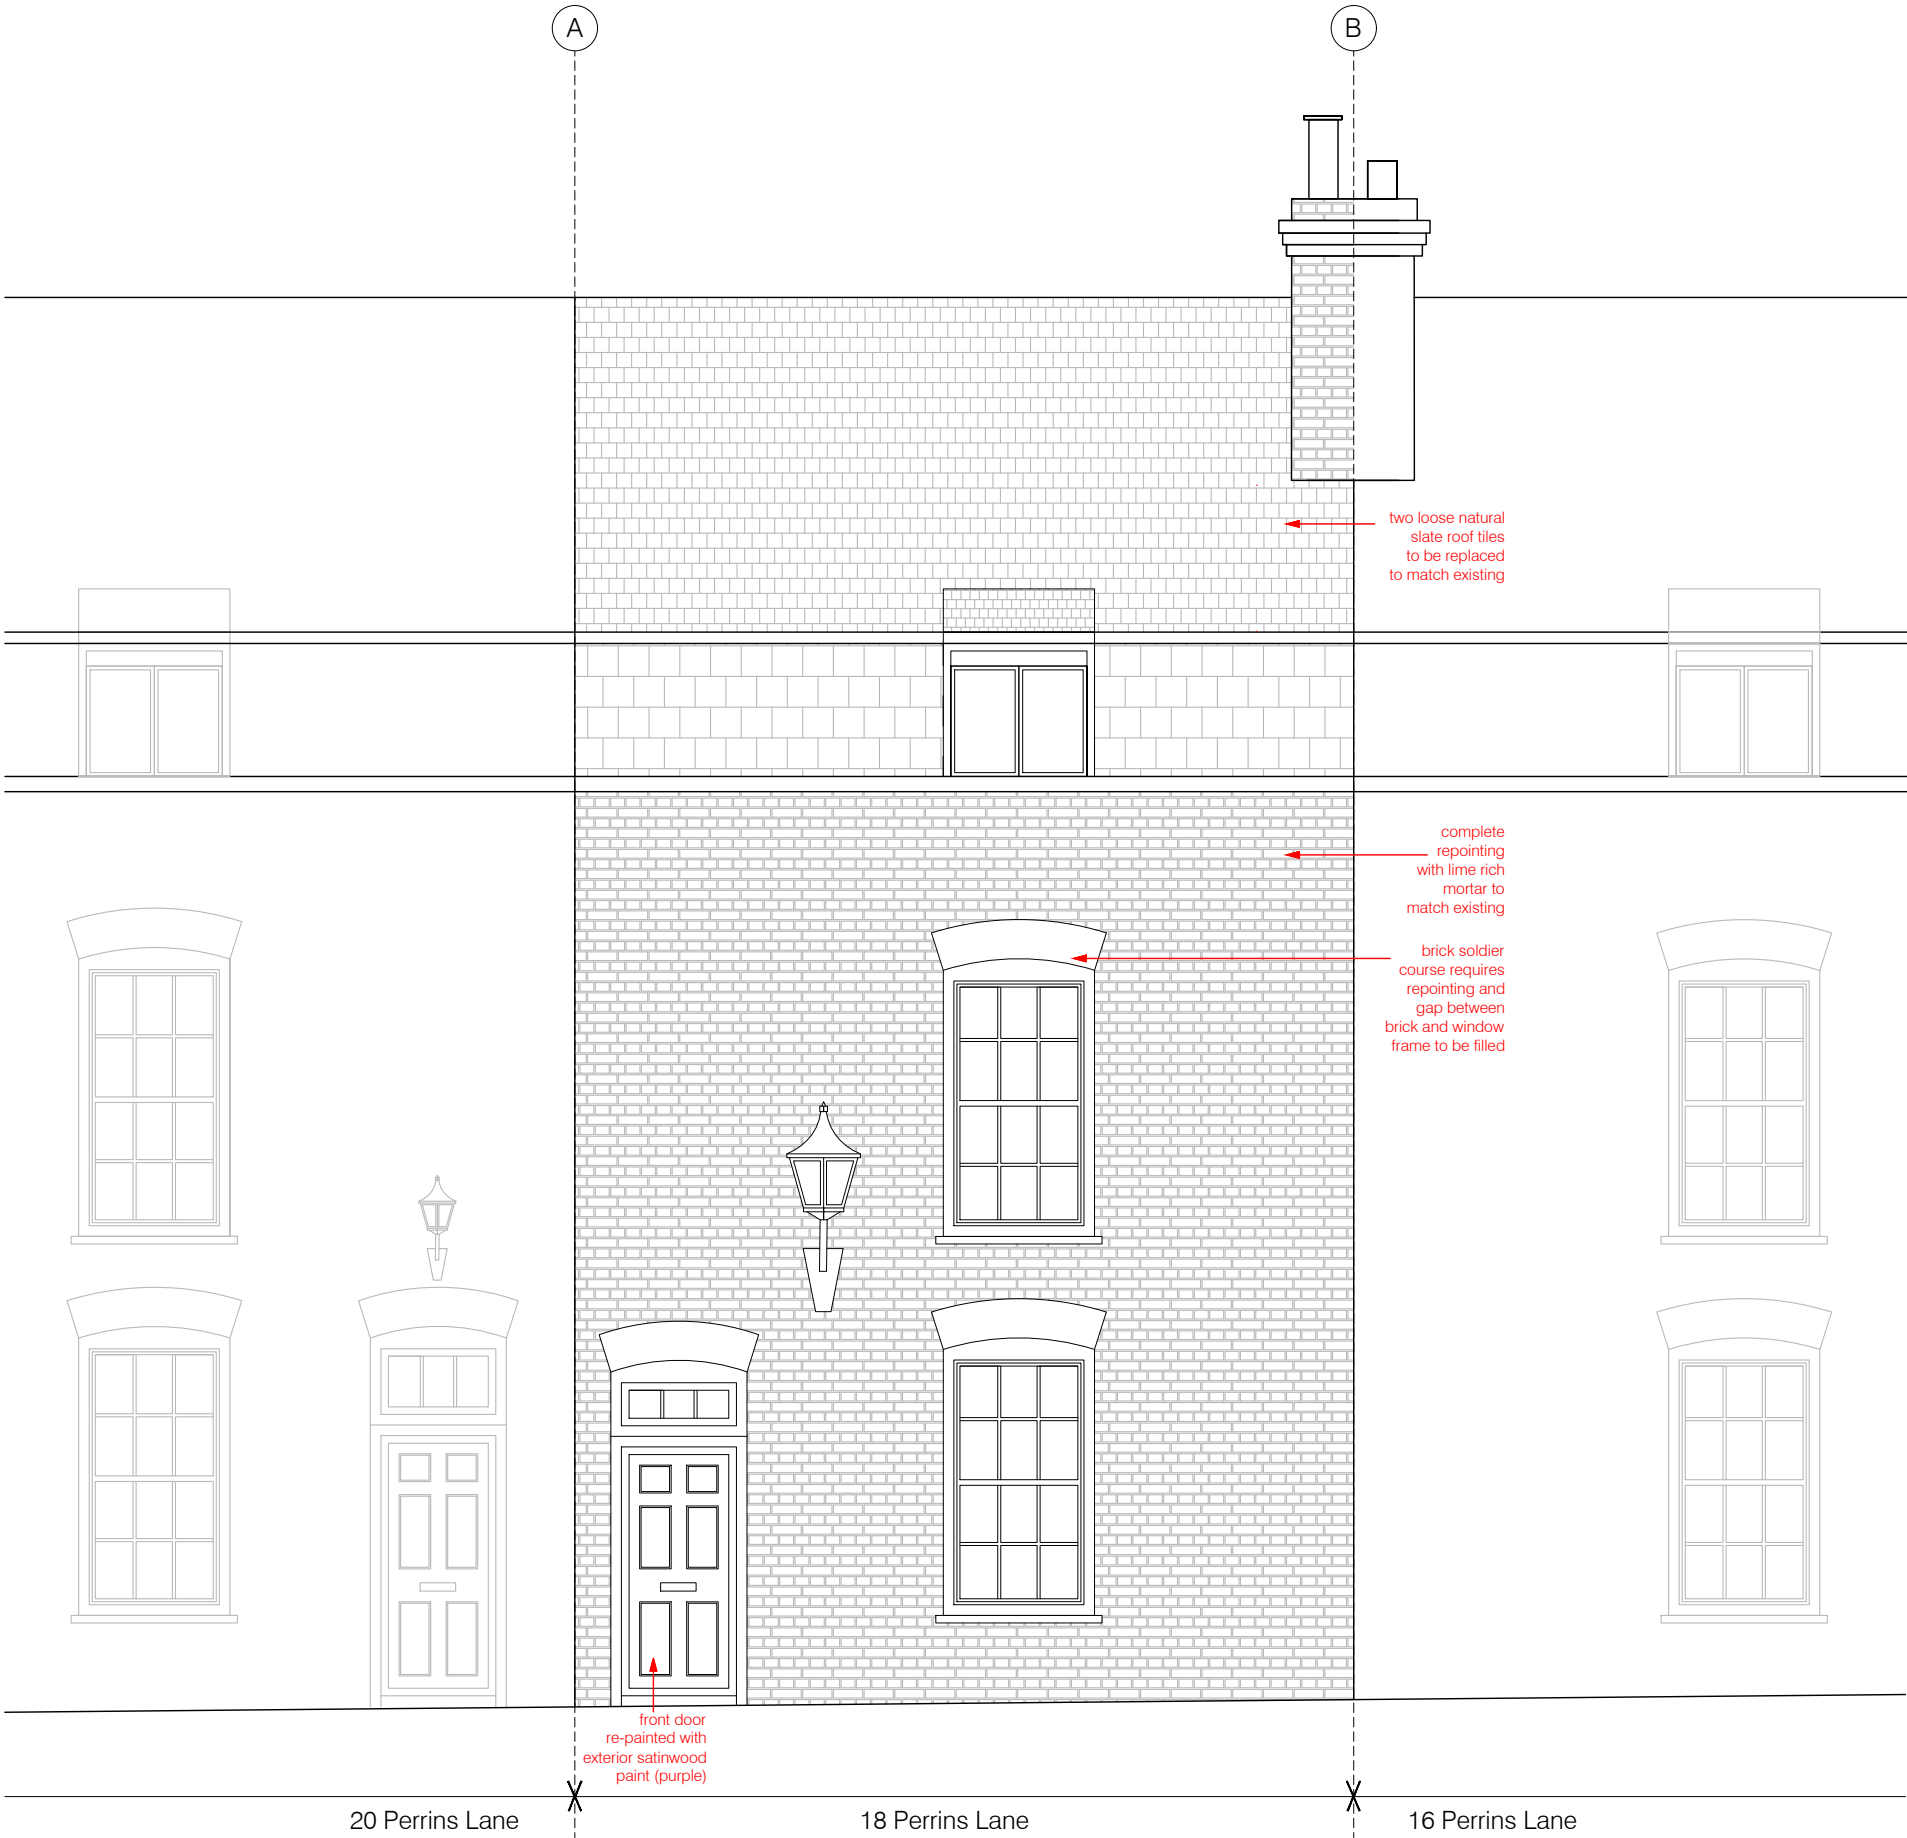 A
B
two loose natural
slate roof tiles
to be replaced
to match existing
complete
repointing
with lime rich
mortar to
match existing
brick soldier
course requires
repointing and
gap between
brick and window
frame to be filled
front door
re-painted with
exterior satinwood
paint (purple)
20 Perrins Lane
18 Perrins Lane
16 Perrins Lane